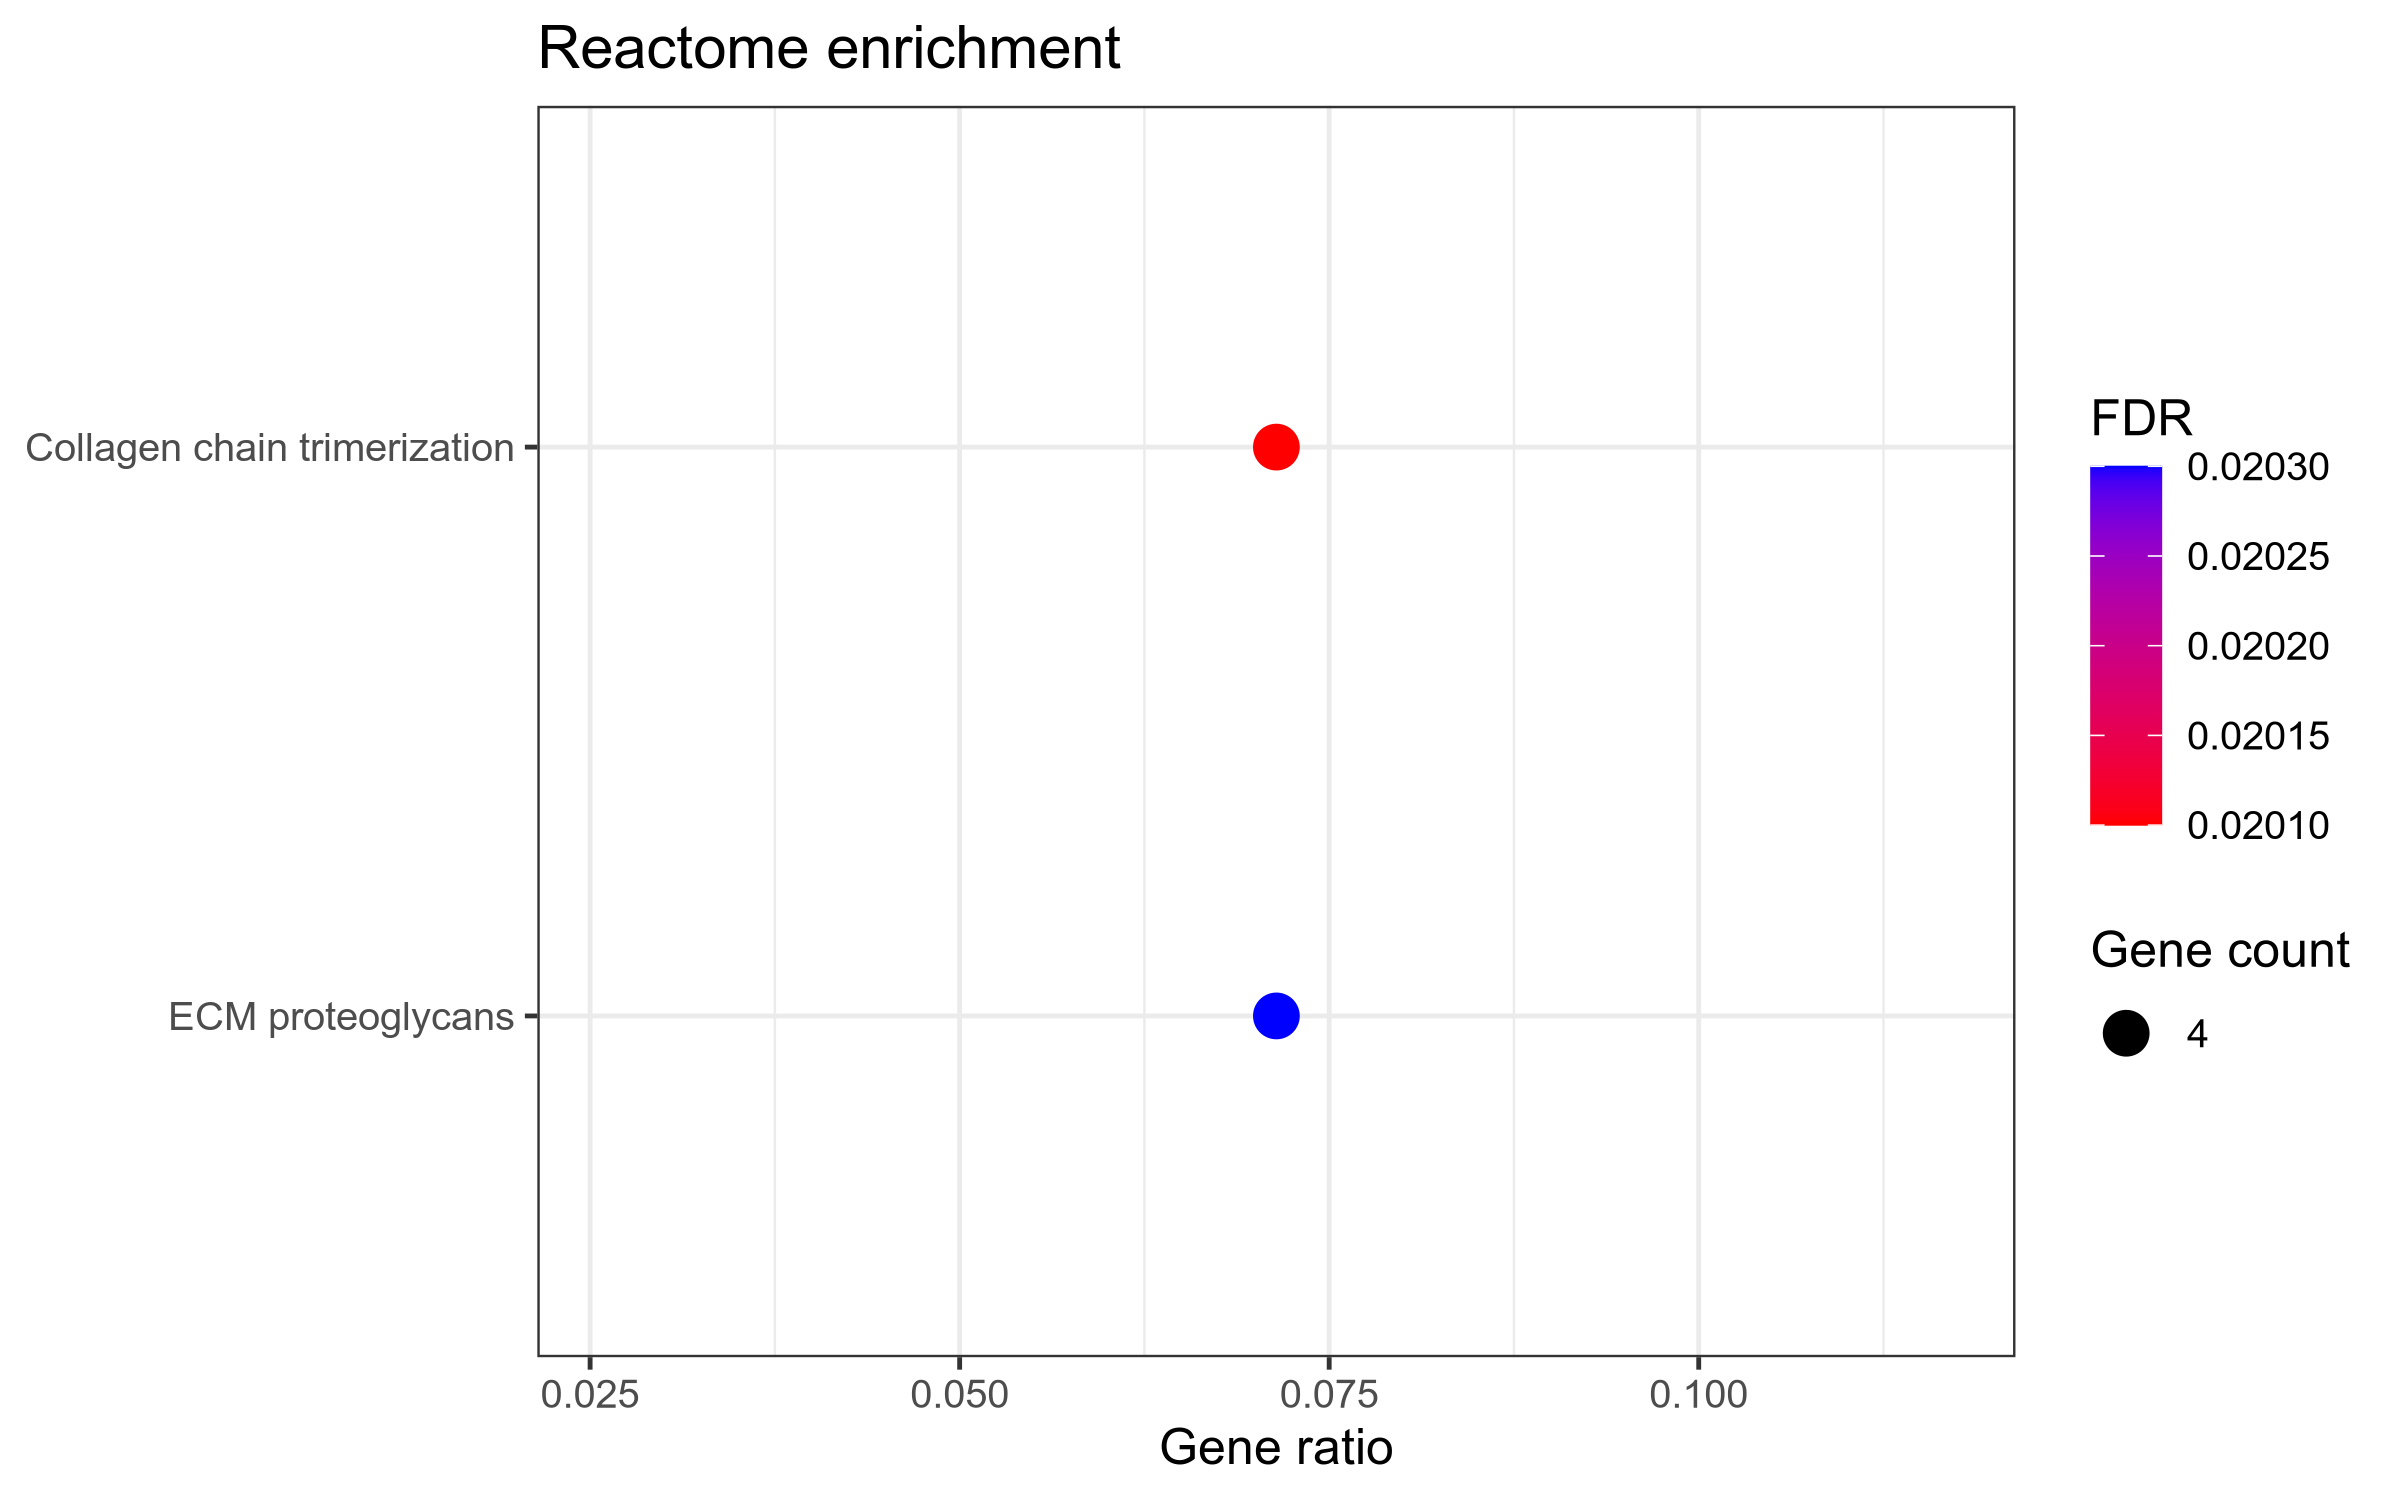 Reactome enrichment
Collagen chain trimerization
ECM proteoglycans
0.025
0.050
0.075
0.100
Gene ratio
FDR
0.02030
0.02025
0.02020
0.02015
0.02010
Gene count
4